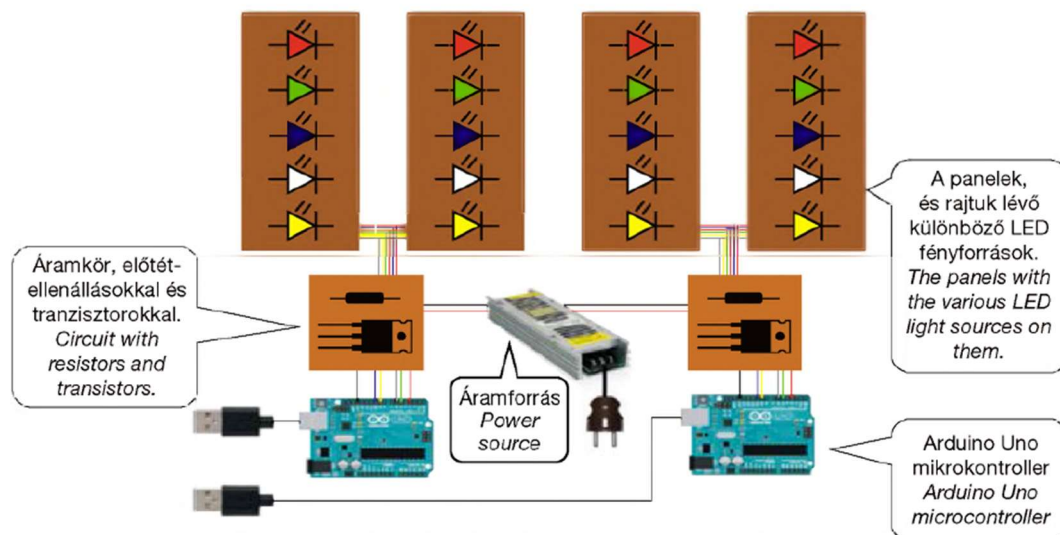 A panelek,
és rajtuk lévő
különböző LED
fényforrások.
The panels with
the various LED
light sources on
them.
Áramkör, előtét-
ellenállásokkal és
tranzisztorokkal.
Circuit with
resistors and
transistors.
Áramforrás
Power
source
Arduino Uno
mikrokontroller
Arduino Uno
microcontroller